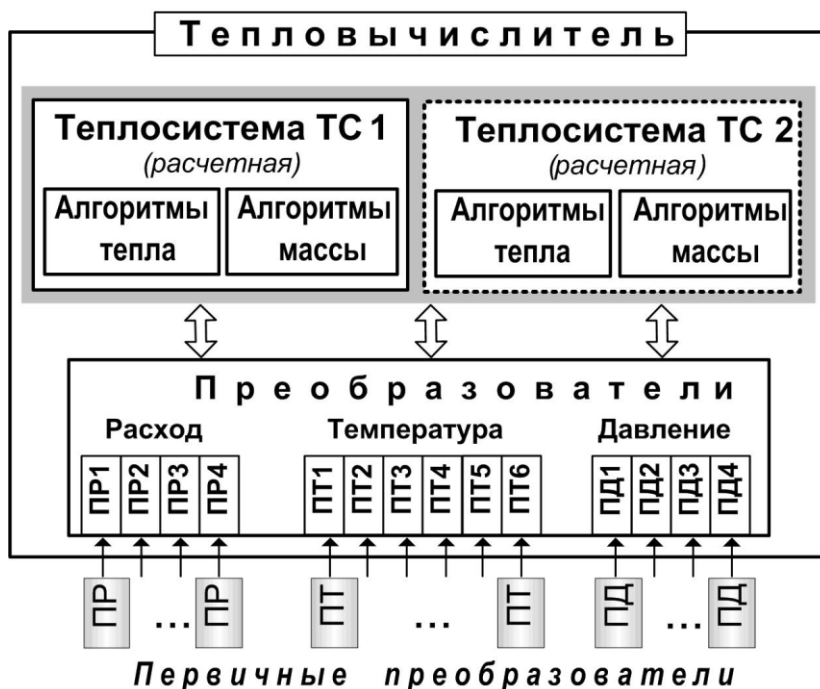 Тепловычислитель
Теплосистема ТС 1
(расчетная)
Алгоритмы
тепла
Алгоритмы
массы
Теплосистема ТС 2
(расчетная)
Алгоритмы
тепла
Алгоритмы
массы
Преобразователи
Расход
Температура
Давление
ПР1
ПР2
ПР3
ПР4
ПТ1
ПТ2
ПТ3
ПТ4
ПТ5
ПТ6
ПД1
ПД2
ПД3
ПД4
ПР
...
ПР
ПТ
...
ПТ
ПД
...
ПД
Первичные преобразователи